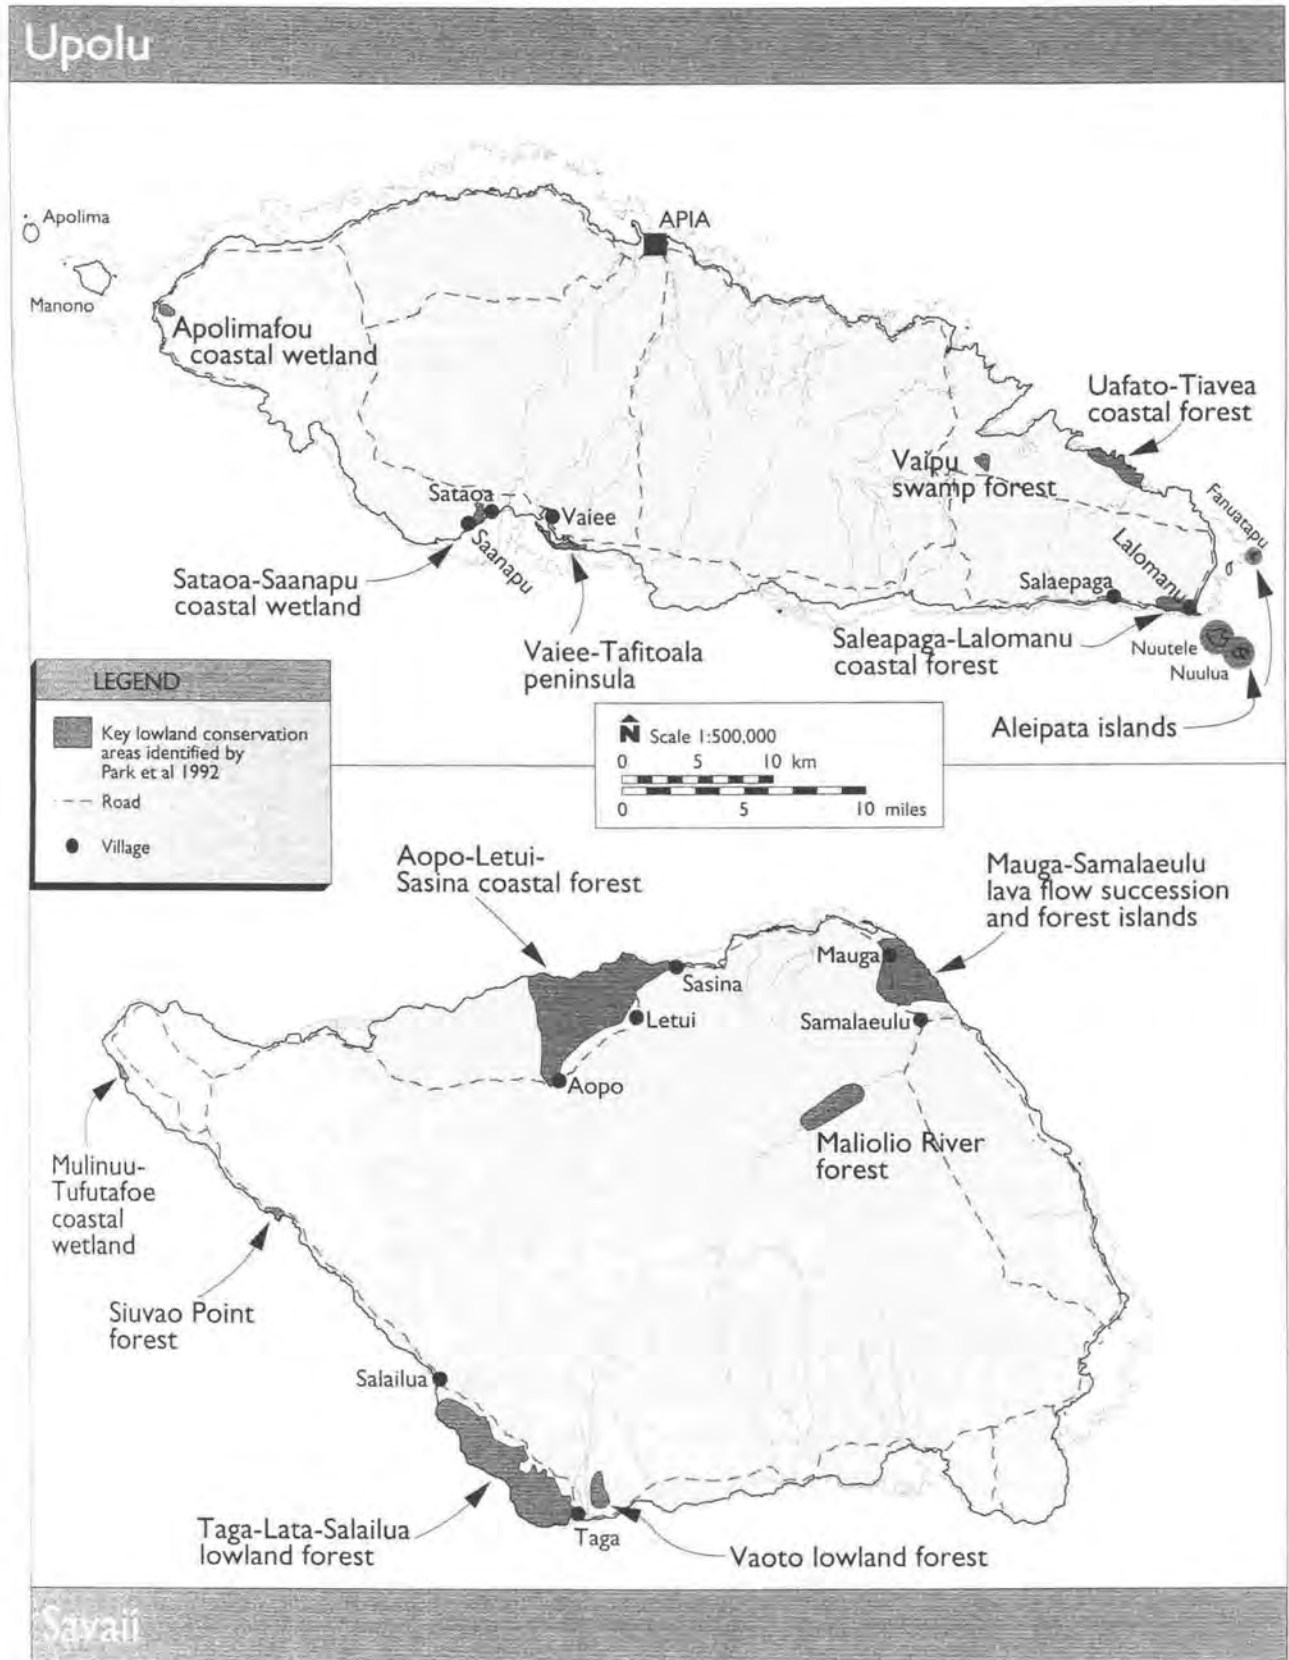 Upolu
Apolima
Manono
APIA
Apolimafou
coastal wetland
Uafato-Tiavea
coastal forest
Vaipu
swamp forest
Fanuatapu
Sataoa
Vaiee
Saanapu
Lalomanu
Salaepaga
Sataoa-Saanapu
coastal wetland
Vaiee-Tafitoala
peninsula
Saleapaga-Lalomanu
coastal forest
Nuutele
Nuulua
Aleipata islands
LEGEND
Key lowland conservation
areas identified by
Park et al 1992
Road
Village
N Scale 1:500,000
0 5 10 km
0 5 10 miles
Aopo-Letui-
Sasina coastal forest
Mauga-Samalaeulu
lava flow succession
and forest islands
Mauga
Sasina
Letui
Samalaeulu
Aopo
Maliolio River
forest
Mulinuu-
Tufutafoe
coastal
wetland
Siuvao Point
forest
Salailua
Taga-Lata-Salailua
lowland forest
Taga
Vaoto lowland forest
Savaii